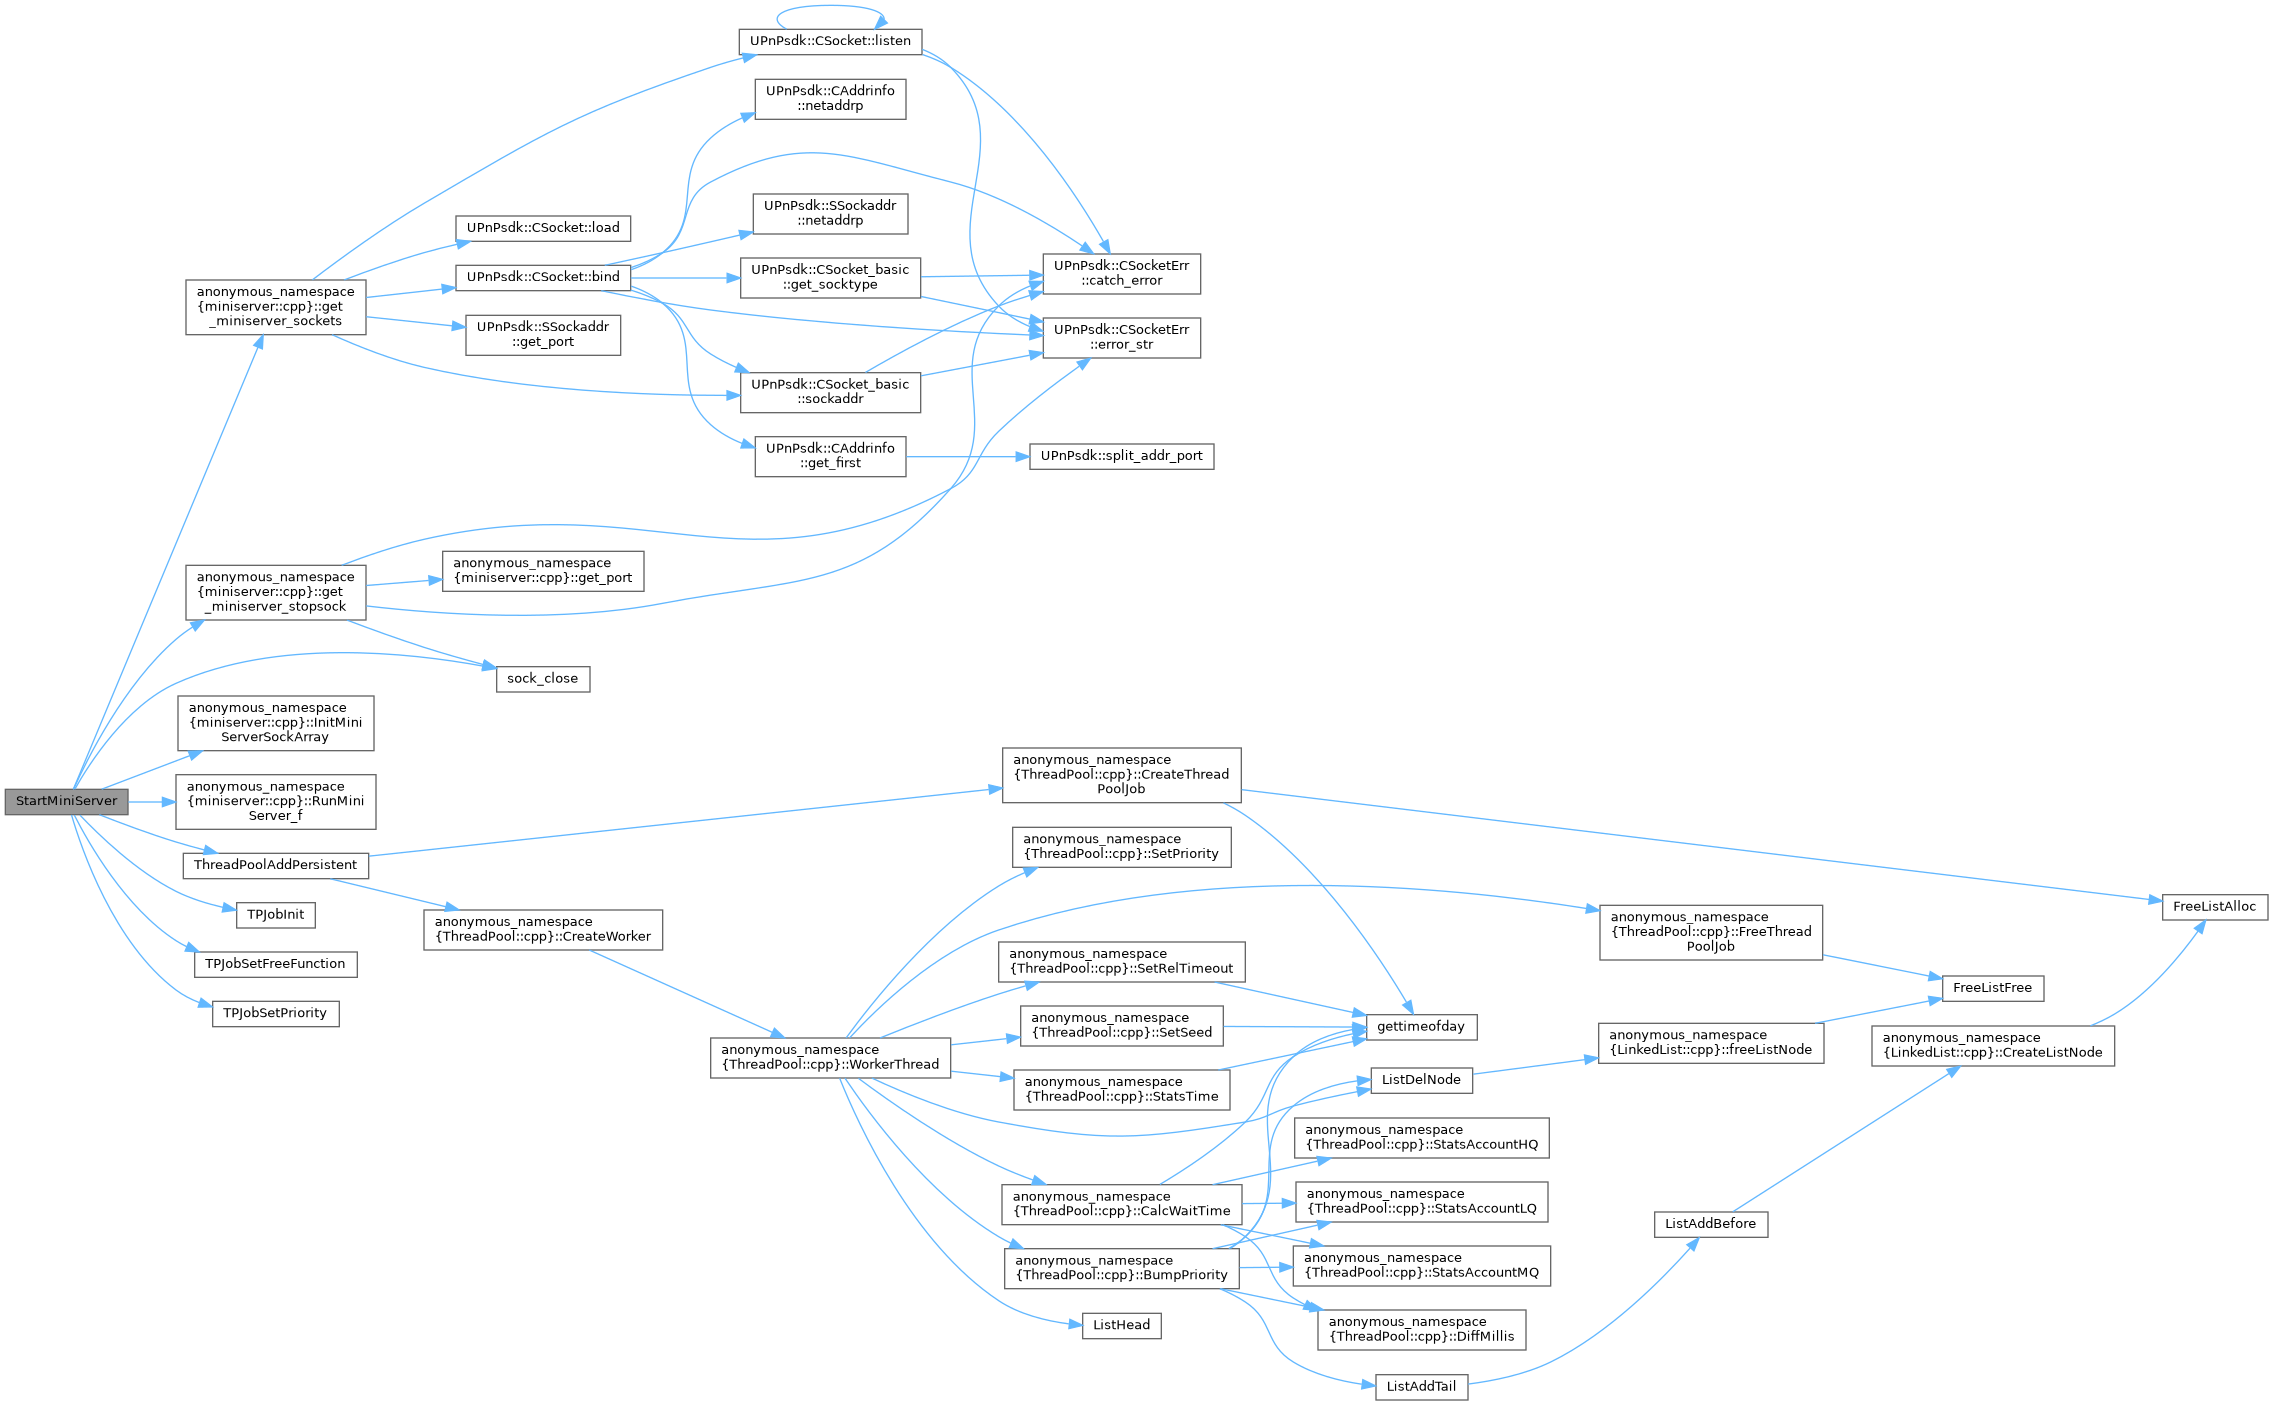 UPnPsdk::CSocket::listen
UPnPsdk::CAddrinfo
::netaddrp
UPnPsdk::SSockaddr
::netaddrp
UPnPsdk::CSocket::load
UPnPsdk::CSocket::bind
UPnPsdk::CSocket_basic
::get_socktype
UPnPsdk::CSocketErr
::catch_error
anonymous_namespace
{miniserver::cpp}::get
_miniserver_sockets
UPnPsdk::SSockaddr
::get_port
UPnPsdk::CSocketErr
::error_str
UPnPsdk::CSocket_basic
::sockaddr
UPnPsdk::CAddrinfo
::get_first
UPnPsdk::split_addr_port
anonymous_namespace
{miniserver::cpp}::get
_miniserver_stopsock
anonymous_namespace
{miniserver::cpp}::get_port
sock_close
anonymous_namespace
{miniserver::cpp}::InitMini
ServerSockArray
StartMiniServer
anonymous_namespace
{miniserver::cpp}::RunMini
Server_f
anonymous_namespace
{ThreadPool::cpp}::CreateThread
PoolJob
ThreadPoolAddPersistent
anonymous_namespace
{ThreadPool::cpp}::SetPriority
TPJobInit
anonymous_namespace
{ThreadPool::cpp}::CreateWorker
anonymous_namespace
{ThreadPool::cpp}::FreeThread
PoolJob
FreeListAlloc
TPJobSetFreeFunction
anonymous_namespace
{ThreadPool::cpp}::SetRelTimeout
FreeListFree
TPJobSetPriority
anonymous_namespace
{ThreadPool::cpp}::SetSeed
gettimeofday
anonymous_namespace
{LinkedList::cpp}::freeListNode
anonymous_namespace
{LinkedList::cpp}::CreateListNode
anonymous_namespace
{ThreadPool::cpp}::WorkerThread
anonymous_namespace
{ThreadPool::cpp}::StatsTime
ListDelNode
anonymous_namespace
{ThreadPool::cpp}::StatsAccountHQ
anonymous_namespace
{ThreadPool::cpp}::CalcWaitTime
anonymous_namespace
{ThreadPool::cpp}::StatsAccountLQ
ListAddBefore
anonymous_namespace
{ThreadPool::cpp}::BumpPriority
anonymous_namespace
{ThreadPool::cpp}::StatsAccountMQ
ListHead
anonymous_namespace
{ThreadPool::cpp}::DiffMillis
ListAddTail